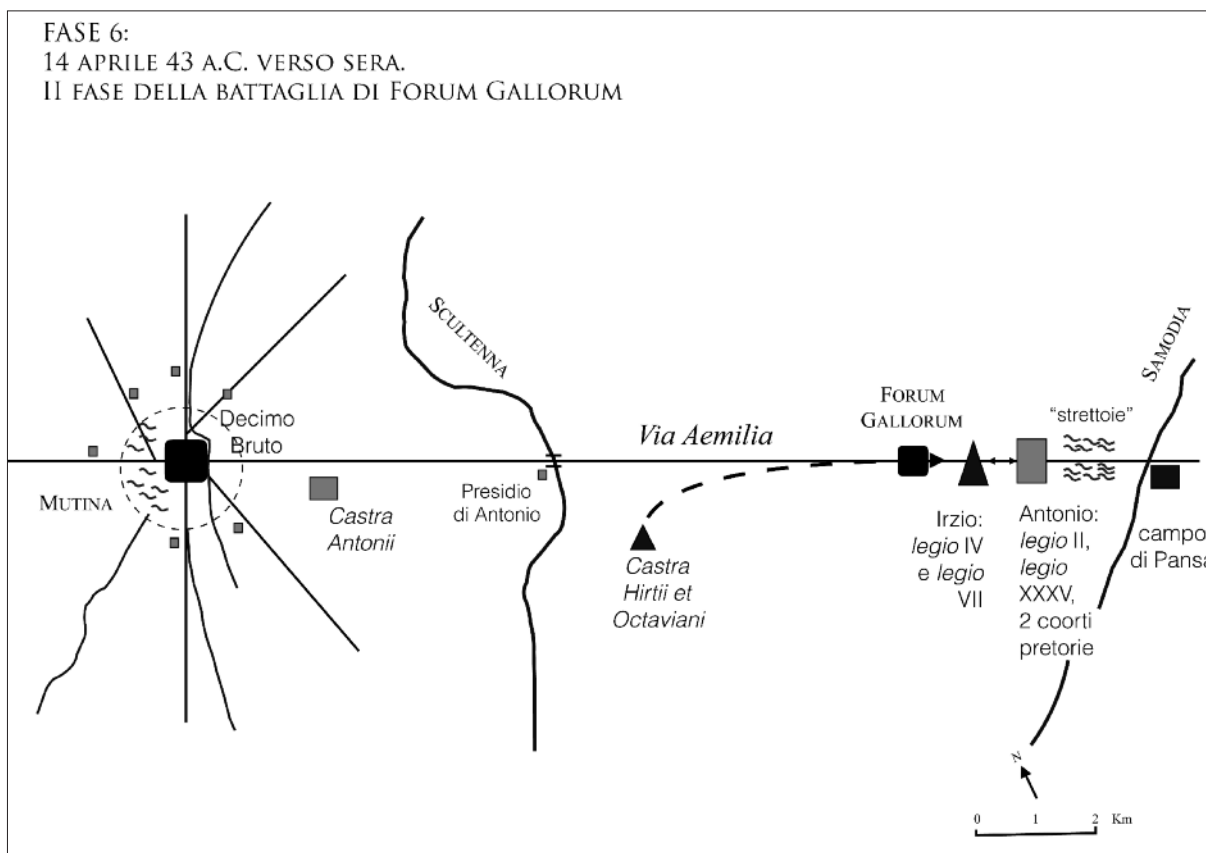 FASE 6:
14 APRILE 43 A.C. VERSO SERA.
II FASE DELLA BATTAGLIA DI FORUM GALLORUM
SCULTENNA
SAMODIA
FORUM
GALLORUM
"strettoie"
Decimo
Bruto
Via Aemilia
MUTINA
Castra
Antonii
Presidio
di Antonio
Castra
Hirtii et
Octaviani
Irzio:
legio IV
e legio
VII
Antonio:
legio II,
legio
XXXV,
2 coorti
pretorie
campo
di Pansa
N
0 1 2 Km